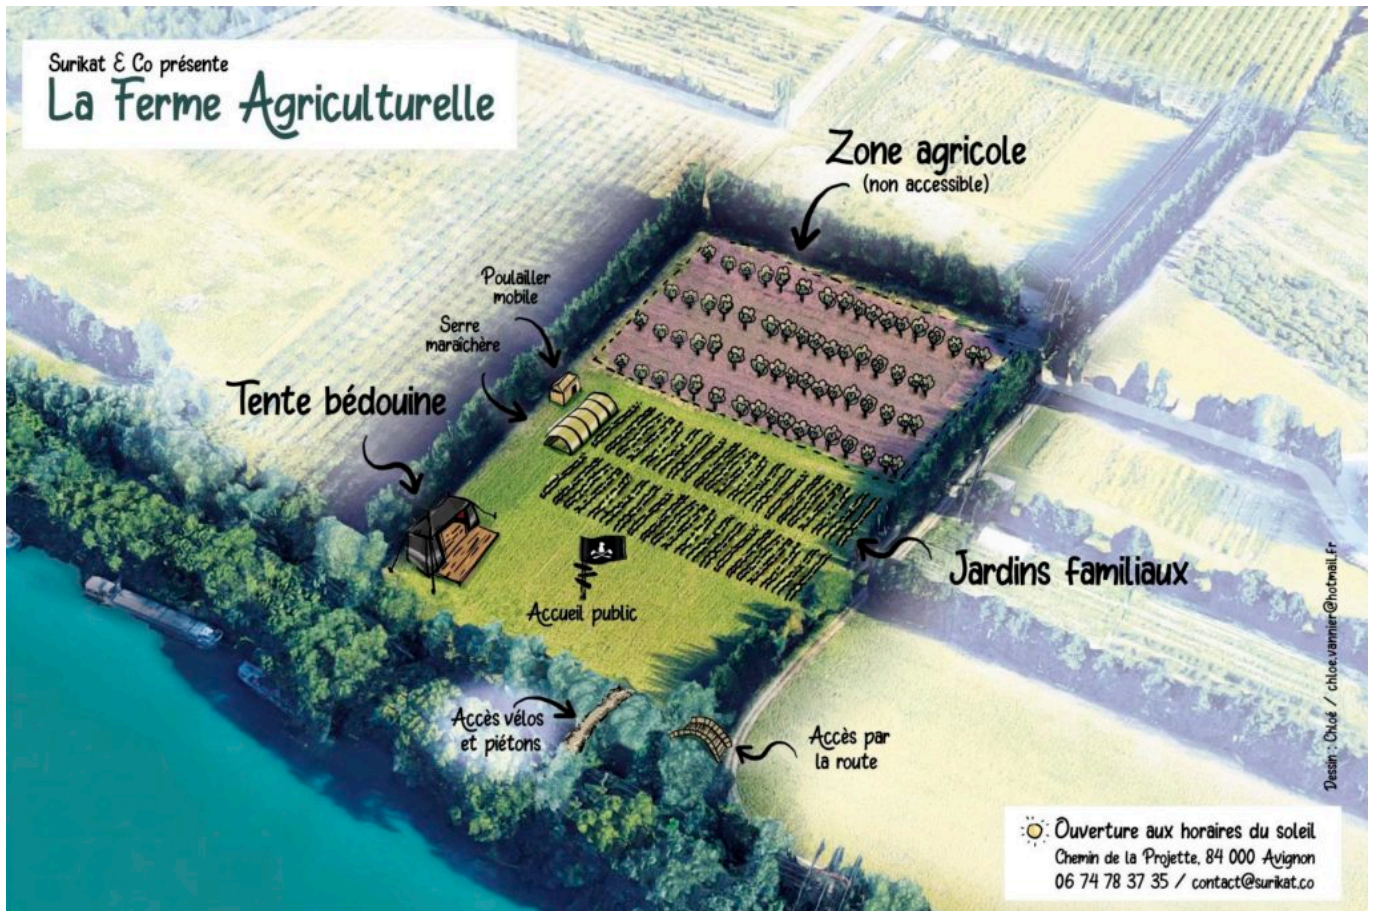 Surikat & Co présente
La Ferme Agriculturelle
Zone agricole
(non accessible)
Poulailler
mobile
Serre
maraîchère
Tente bédouine
Jardins familiaux
Accueil public
Accès vélos
et piétons
Accès par
la route
Dessin : Chloé / chloe.vannier@hotmail.fr
Ouverture aux horaires du soleil
Chemin de la Projette, 84 000 Avignon
06 74 78 37 35 / contact@surikat.co